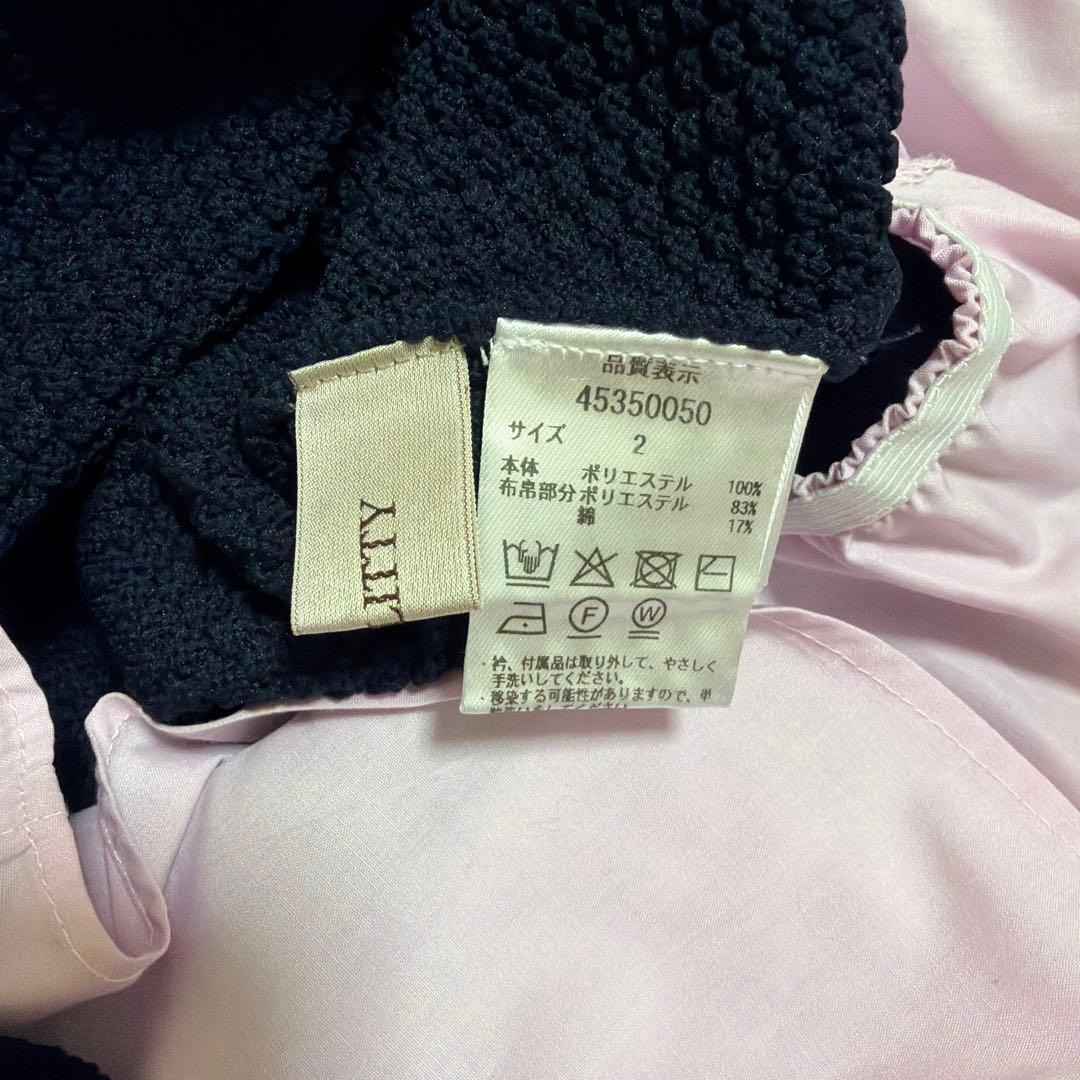 品質表示
45350050
サイズ 2
本体 ポリエステル 100%
布帛部分 ポリエステル 83%
綿 17%
F W
・衿、付属品は取り外して、やさしく
手洗いしてください。
・移染する可能性がありますので、単